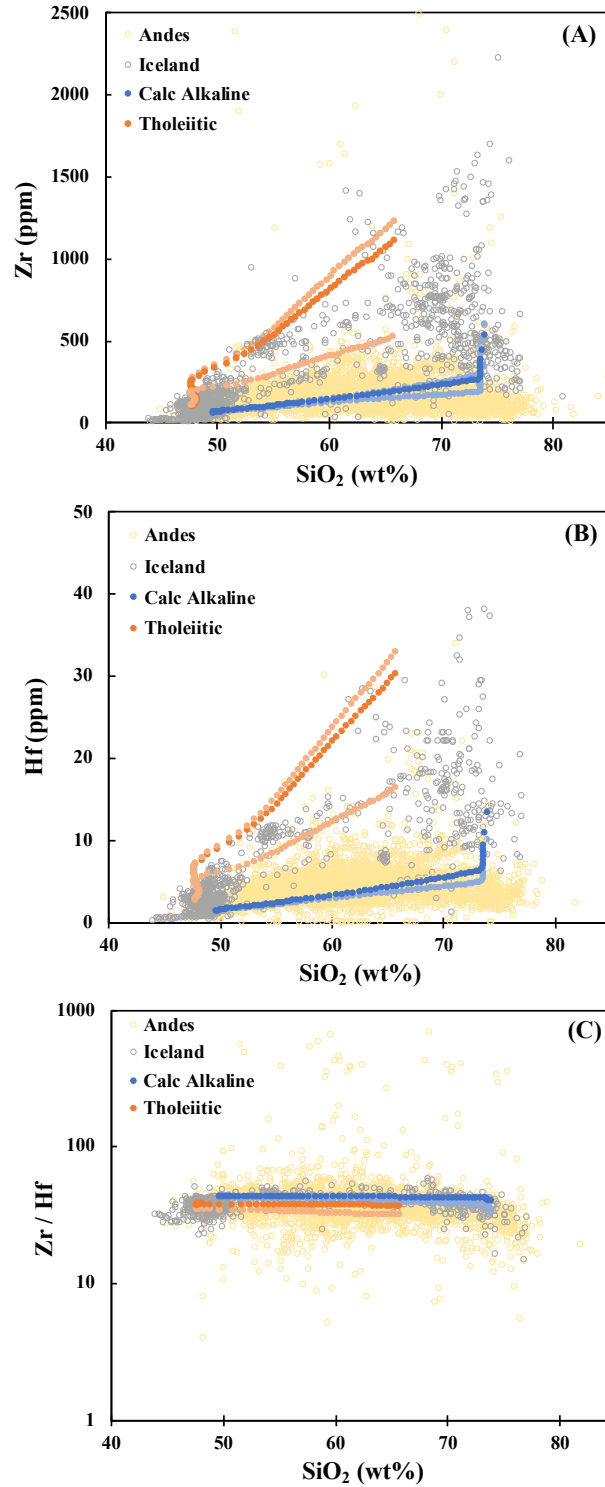 2500
2000
1500
1000
500
0
Zr (ppm)
Andes
Iceland
Calc Alkaline
Tholeiitic
(A)
40 50 60 70 80
SiO₂ (wt%)
50
40
30
20
10
0
Hf (ppm)
Andes
Iceland
Calc Alkaline
Tholeiitic
(B)
40 50 60 70 80
SiO₂ (wt%)
1000
100
10
1
Zr / Hf
Andes
Iceland
Calc Alkaline
Tholeiitic
(C)
40 50 60 70 80
SiO₂ (wt%)